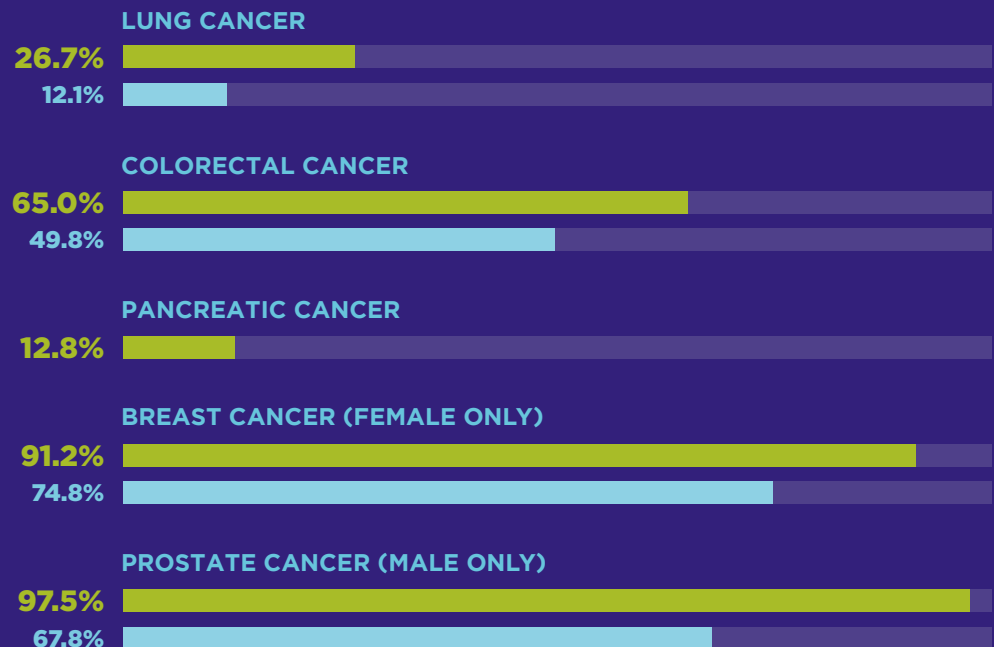 LUNG CANCER
26.7%
12.1%
COLORECTAL CANCER
65.0%
49.8%
PANCREATIC CANCER
12.8%
BREAST CANCER (FEMALE ONLY)
91.2%
74.8%
PROSTATE CANCER (MALE ONLY)
97.5%
67.8%